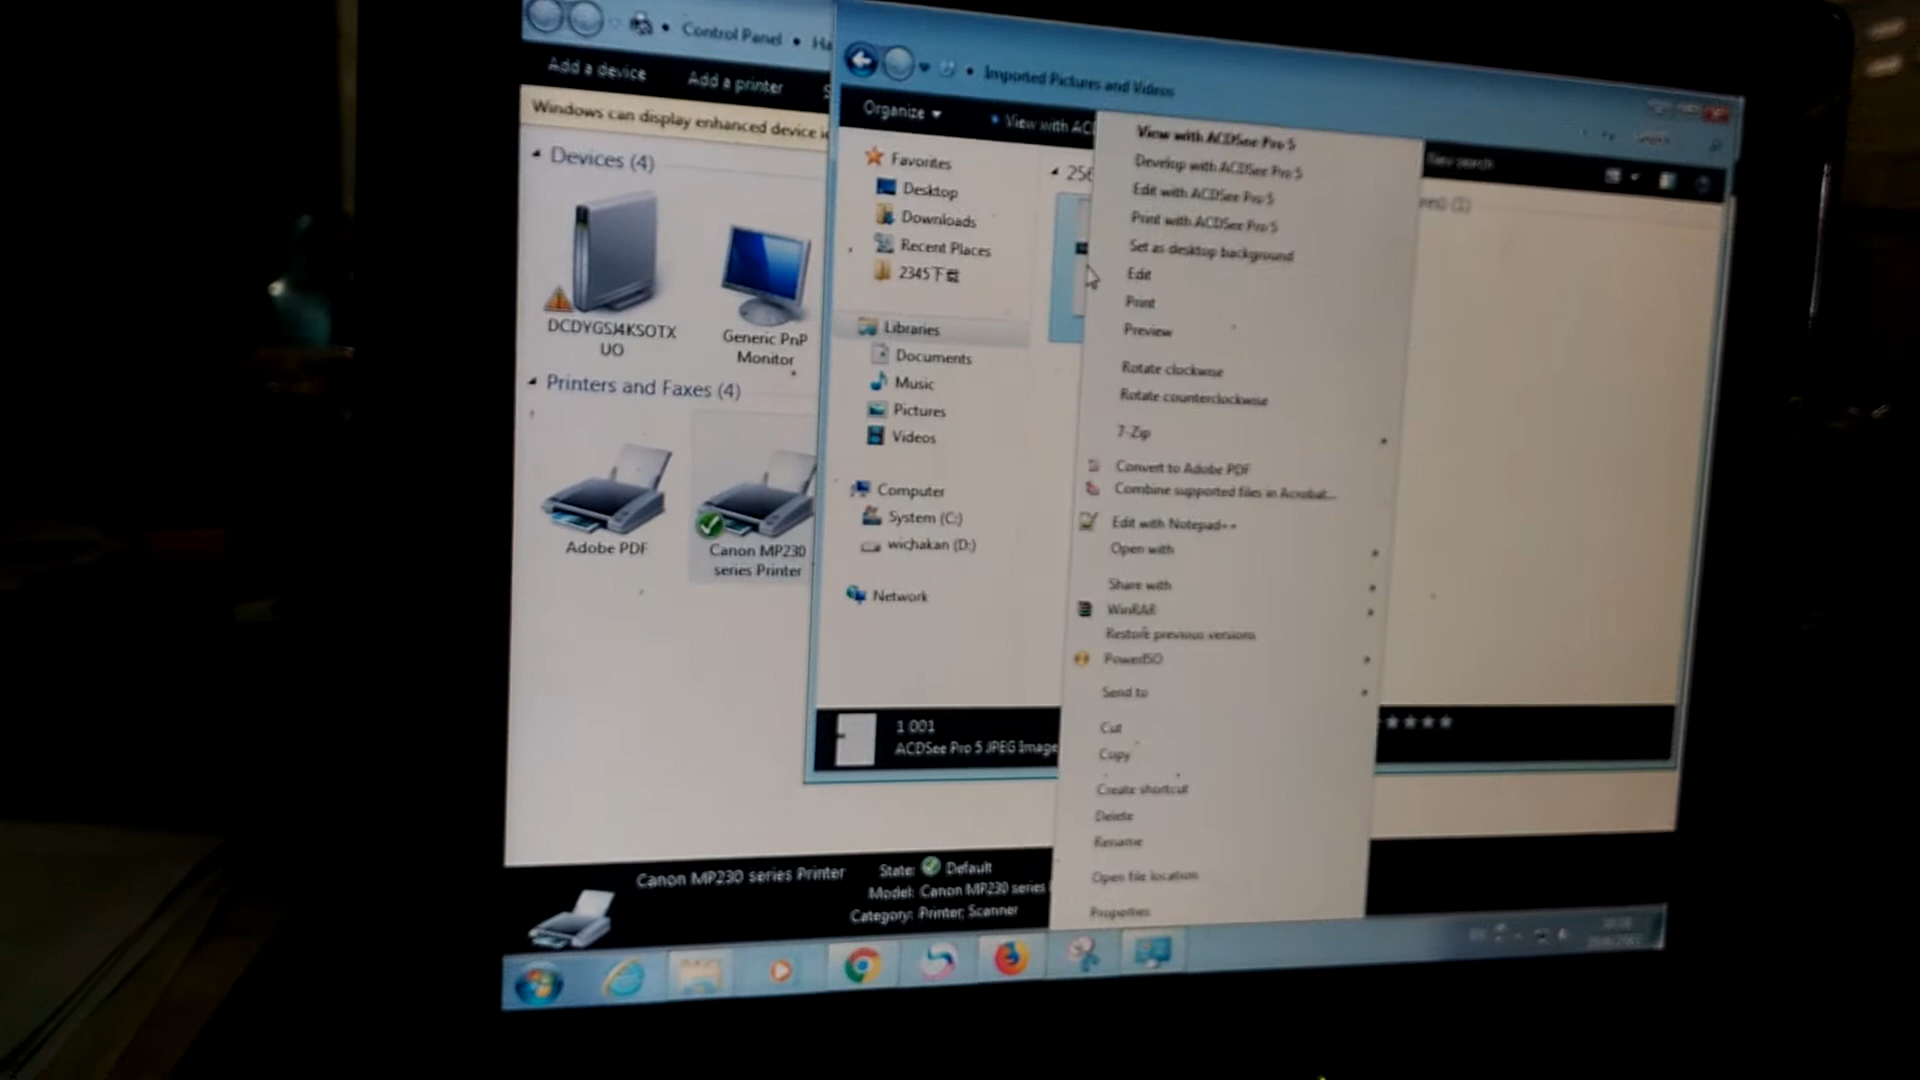 Control Panel
Add a device
Add a printer
Windows can display enhanced device
Devices (4)
DCDYGSJ4KSOTX
UO
Generic PnP
Monitor
Printers and Faxes (4)
Adobe PDF
Canon MP230
series Printer
Canon MP230 series Printer
State: Default
Model: Canon MP230 series
Category: Printer; Scanner
Imported Pictures and Videos
Organize
View with ACD
Favorites
Desktop
Downloads
Recent Places
2345下载
Libraries
Documents
Music
Pictures
Videos
Computer
System (C:)
wichakan (D:)
Network
256
1 001
ACDSee Pro 5 JPEG Image
View with ACDSee Pro 5
Develop with ACDSee Pro 5
Edit with ACDSee Pro 5
Print with ACDSee Pro 5
Set as desktop background
Edit
Print
Preview
Rotate clockwise
Rotate counterclockwise
7-Zip
Convert to Adobe PDF
Combine supported files in Acrobat...
Edit with Notepad++
Open with
Share with
WinRAR
Restore previous versions
PowerISO
Send to
Cut
Copy
Create shortcut
Delete
Rename
Open file location
Properties
New search